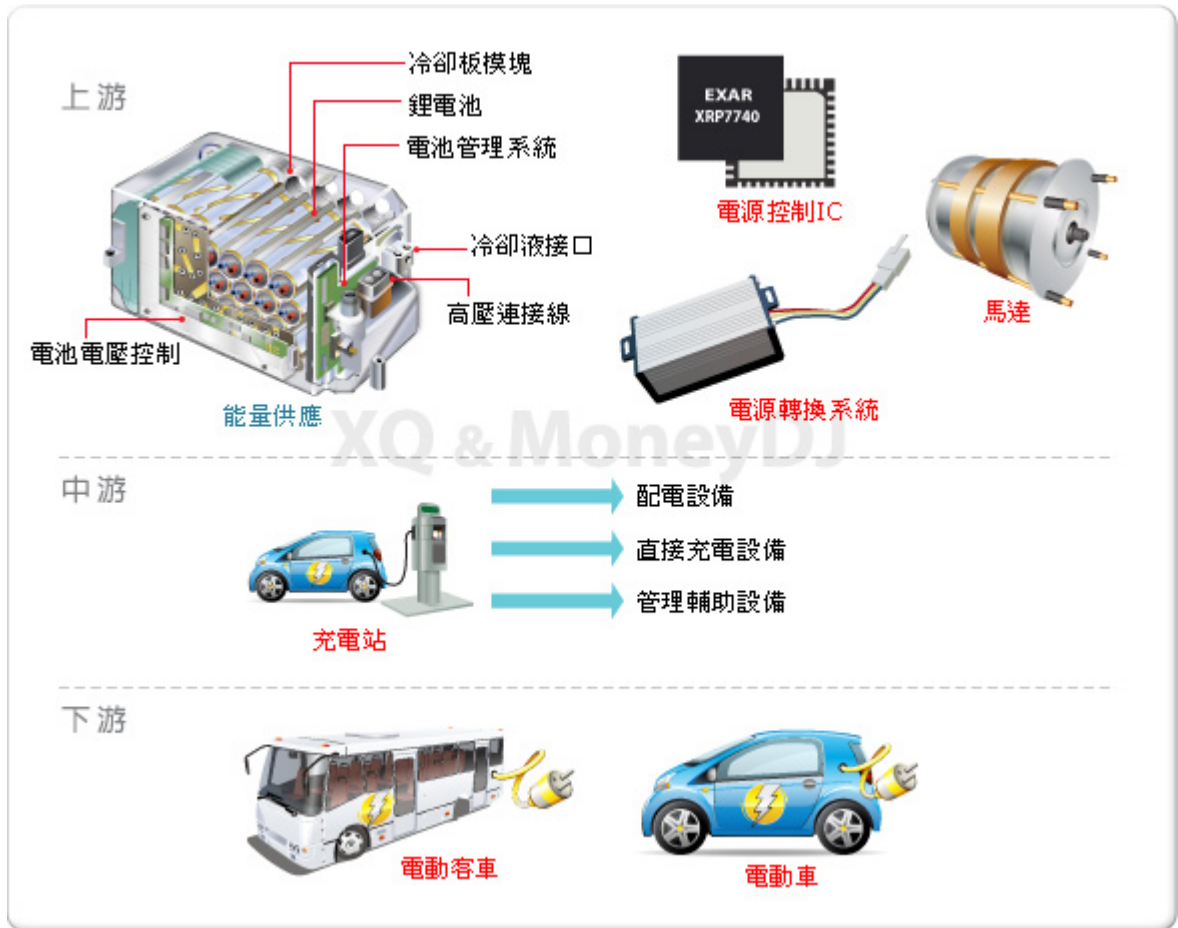 上游
冷卻板模塊
鋰電池
電池管理系統
冷卻液接口
高壓連接線
電池電壓控制
能量供應
EXAR
XRP7740
電源控制IC
馬達
電源轉換系統
XQ & MoneyDJ
中游
充電站
配電設備
直接充電設備
管理輔助設備
下游
電動客車
電動車